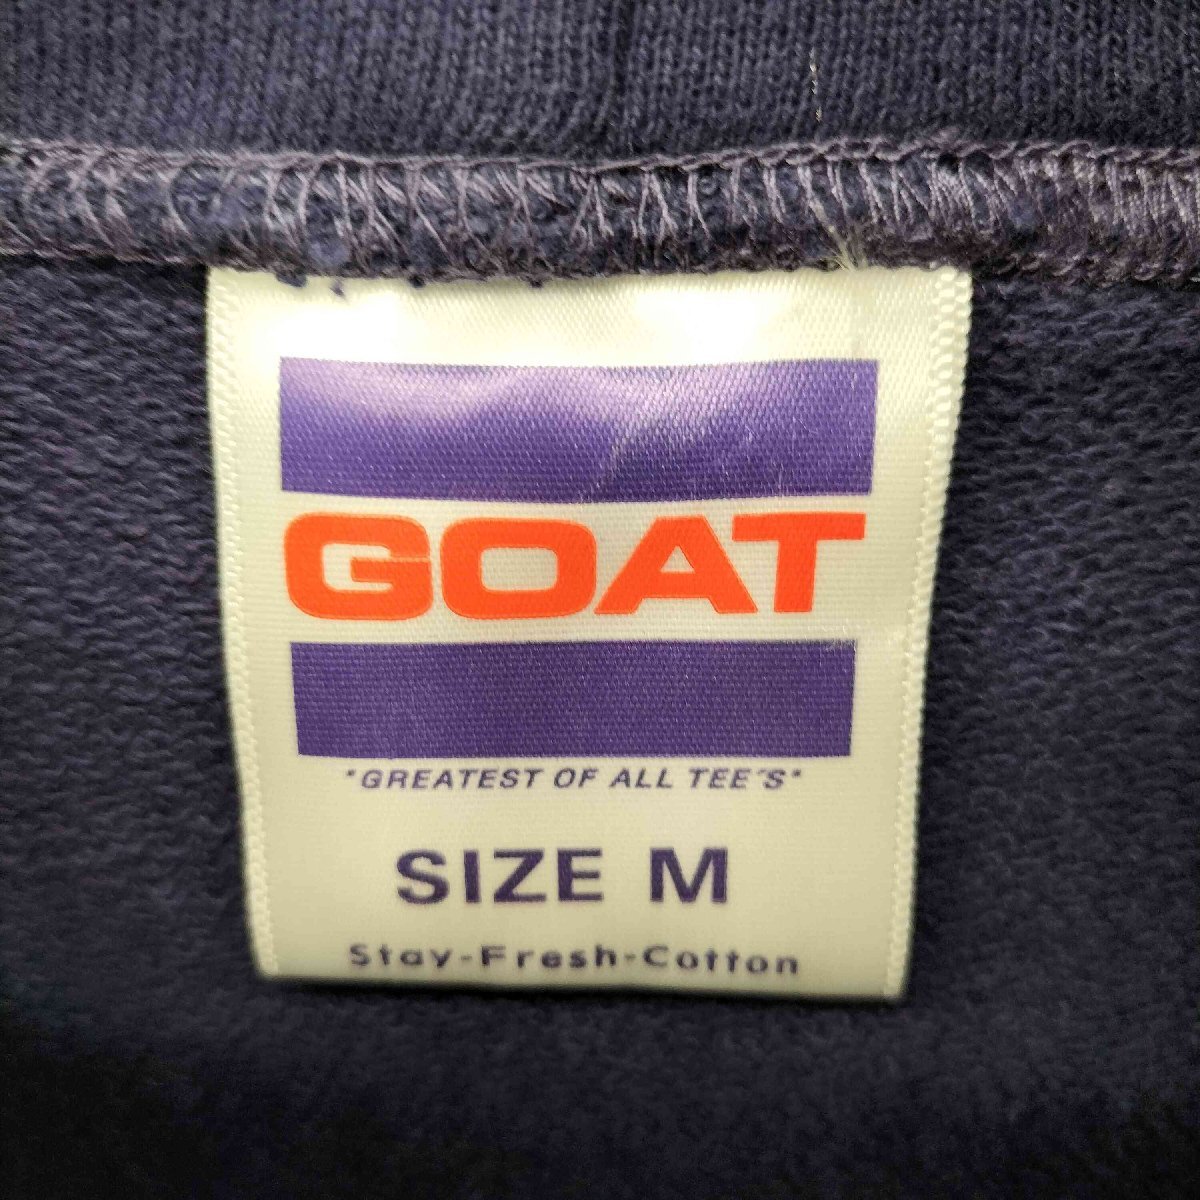 GOAT
"GREATEST OF ALL TEE'S"
SIZE M
Stay-Fresh-Cotton